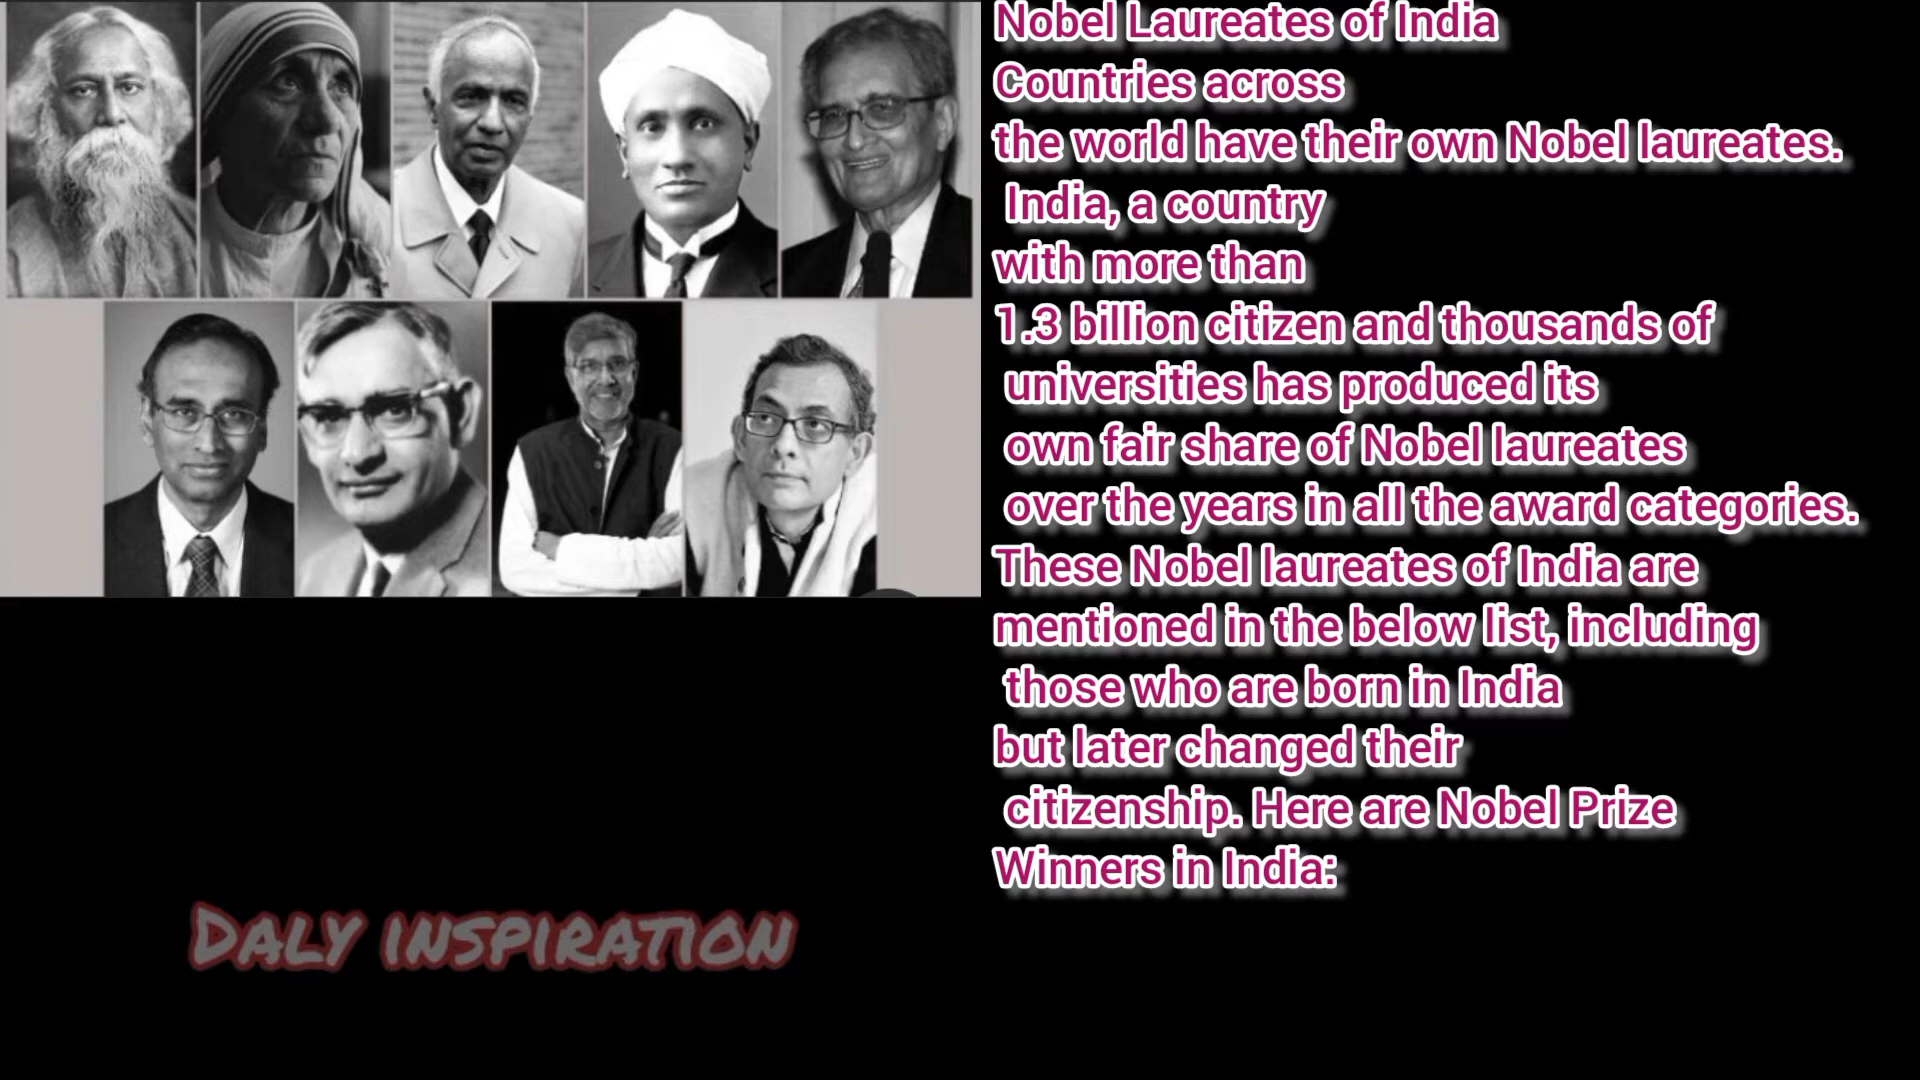 Nobel Laureates of India
Countries across
the world have their own Nobel laureates.
India, a country
with more than
1.3 billion citizen and thousands of
universities has produced its
own fair share of Nobel laureates
over the years in all the award categories.
These Nobel laureates of India are
mentioned in the below list, including
those who are born in India
but later changed their
citizenship. Here are Nobel Prize
Winners in India:
DALY INSPIRATION